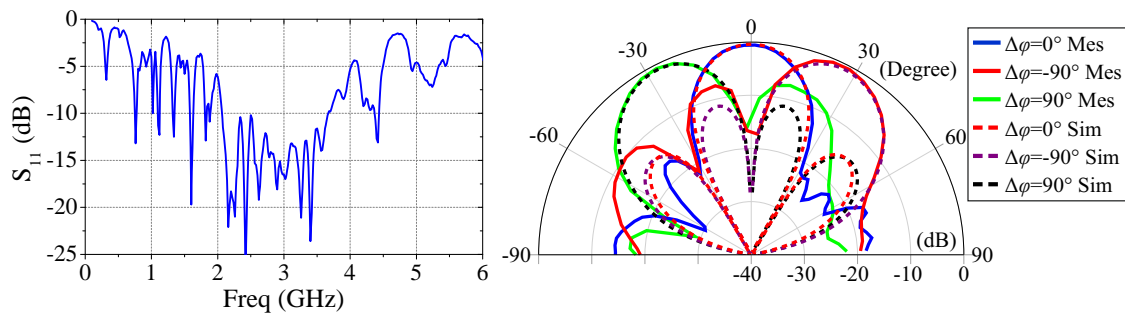 0
-5
-10
-15
-20
-25
S11 (dB)
0 1 2 3 4 5 6
Freq (GHz)
0
-30 30
(Degree)
-60 60
-90 90
(dB)
-40 -30 -20 -10 0
Δφ=0° Mes
Δφ=-90° Mes
Δφ=90° Mes
Δφ=0° Sim
Δφ=-90° Sim
Δφ=90° Sim